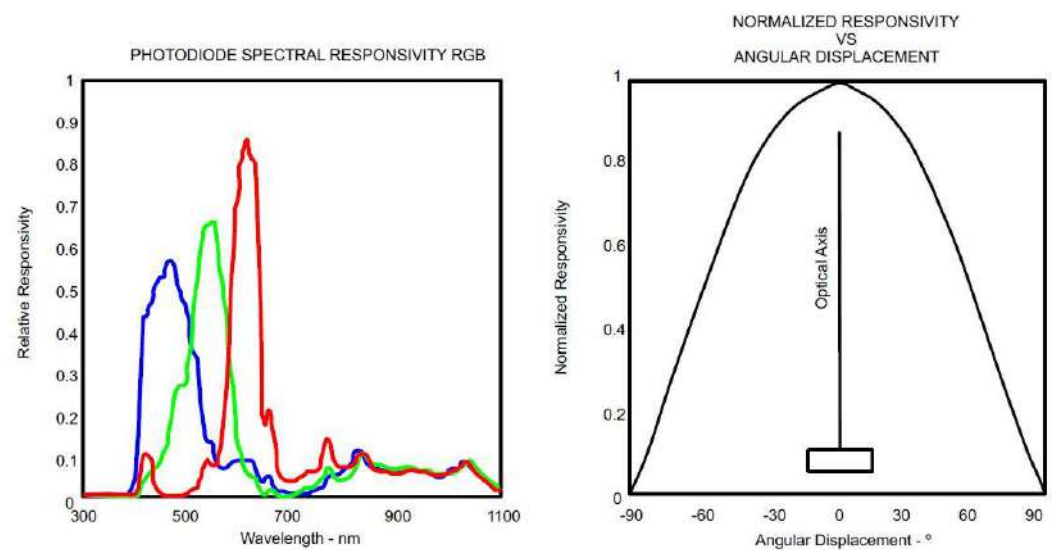 PHOTODIODE SPECTRAL RESPONSIVITY RGB
1
0.9
0.8
0.7
0.6
0.5
0.4
0.3
0.2
0.1
0
Relative Responsivity
300 500 700 900 1100
Wavelength - nm
NORMALIZED RESPONSIVITY
VS
ANGULAR DISPLACEMENT
1
0.8
0.6
0.4
0.2
0
Normalized Responsivity
Optical Axis
-90 -60 -30 0 30 60 90
Angular Displacement - º